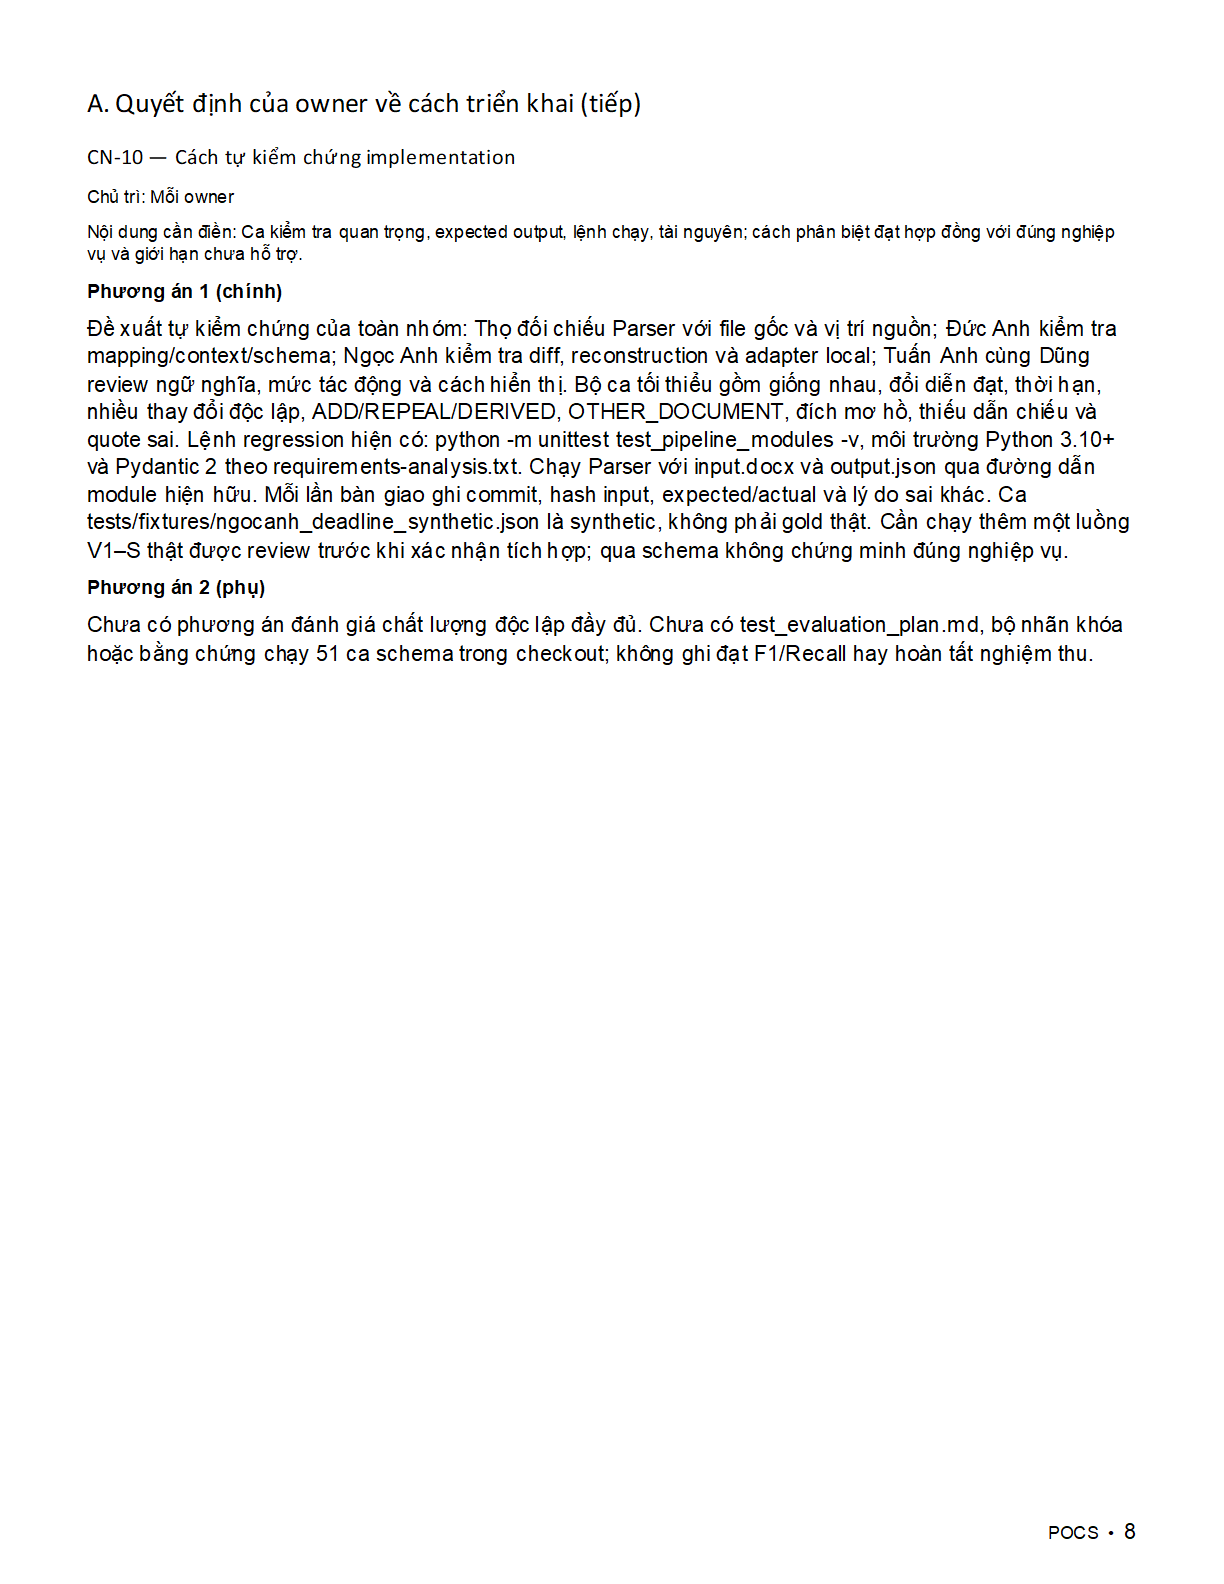 A. Quyết định của owner về cách triển khai (tiếp)
CN-10 — Cách tự kiểm chứng implementation
Chủ trì: Mỗi owner
Nội dung cần điền: Ca kiểm tra quan trọng, expected output, lệnh chạy, tài nguyên; cách phân biệt đạt hợp đồng với đúng nghiệp
vụ và giới hạn chưa hỗ trợ.
Phương án 1 (chính)
Đề xuất tự kiểm chứng của toàn nhóm: Thọ đối chiếu Parser với file gốc và vị trí nguồn; Đức Anh kiểm tra
mapping/context/schema; Ngọc Anh kiểm tra diff, reconstruction và adapter local; Tuấn Anh cùng Dũng
review ngữ nghĩa, mức tác động và cách hiển thị. Bộ ca tối thiểu gồm giống nhau, đổi diễn đạt, thời hạn,
nhiều thay đổi độc lập, ADD/REPEAL/DERIVED, OTHER_DOCUMENT, đích mơ hồ, thiếu dẫn chiếu và
quote sai. Lệnh regression hiện có: python -m unittest test_pipeline_modules -v, môi trường Python 3.10+
và Pydantic 2 theo requirements-analysis.txt. Chạy Parser với input.docx và output.json qua đường dẫn
module hiện hữu. Mỗi lần bàn giao ghi commit, hash input, expected/actual và lý do sai khác. Ca
tests/fixtures/ngocanh_deadline_synthetic.json là synthetic, không phải gold thật. Cần chạy thêm một luồng
V1–S thật được review trước khi xác nhận tích hợp; qua schema không chứng minh đúng nghiệp vụ.
Phương án 2 (phụ)
Chưa có phương án đánh giá chất lượng độc lập đầy đủ. Chưa có test_evaluation_plan.md, bộ nhãn khóa
hoặc bằng chứng chạy 51 ca schema trong checkout; không ghi đạt F1/Recall hay hoàn tất nghiệm thu.
POCS • 8